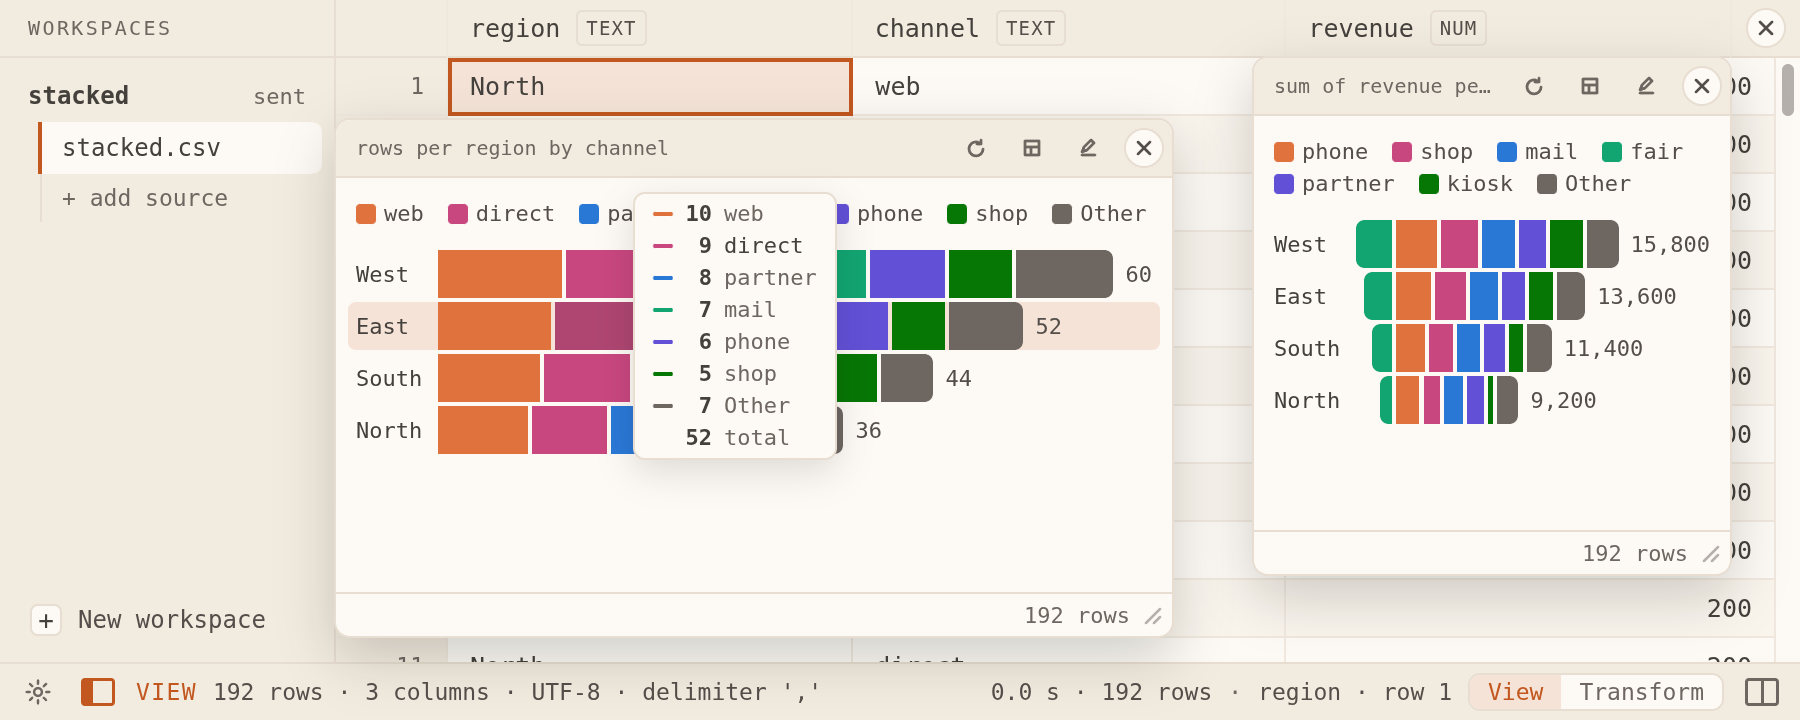 WORKSPACES
region TEXT
channel TEXT
revenue NUM
stacked sent
stacked.csv
+ add source
+ New workspace
1 North web
rows per region by channel
web direct pa phone shop Other
West 60
East 52
South 44
North 36
10 web
9 direct
8 partner
7 mail
6 phone
5 shop
7 Other
52 total
192 rows
sum of revenue pe…
phone shop mail fair
partner kiosk Other
West 15,800
East 13,600
South 11,400
North 9,200
192 rows
200
11 North direct 200
VIEW 192 rows · 3 columns · UTF-8 · delimiter ','
0.0 s · 192 rows · region · row 1
View Transform